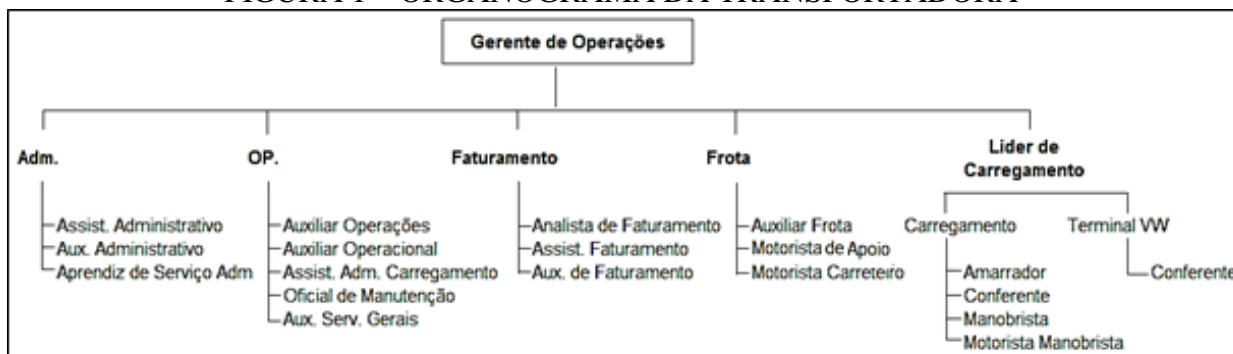 Gerente de Operações
Adm.
Assist. Administrativo
Aux. Administrativo
Aprendiz de Serviço Adm
OP.
Auxiliar Operações
Auxiliar Operacional
Assist. Adm. Carregamento
Oficial de Manutenção
Aux. Serv. Gerais
Faturamento
Analista de Faturamento
Assist. Faturamento
Aux. de Faturamento
Frota
Auxiliar Frota
Motorista de Apoio
Motorista Carreteiro
Lider de
Carregamento
Carregamento
Amarrador
Conferente
Manobrista
Motorista Manobrista
Terminal VW
Conferente